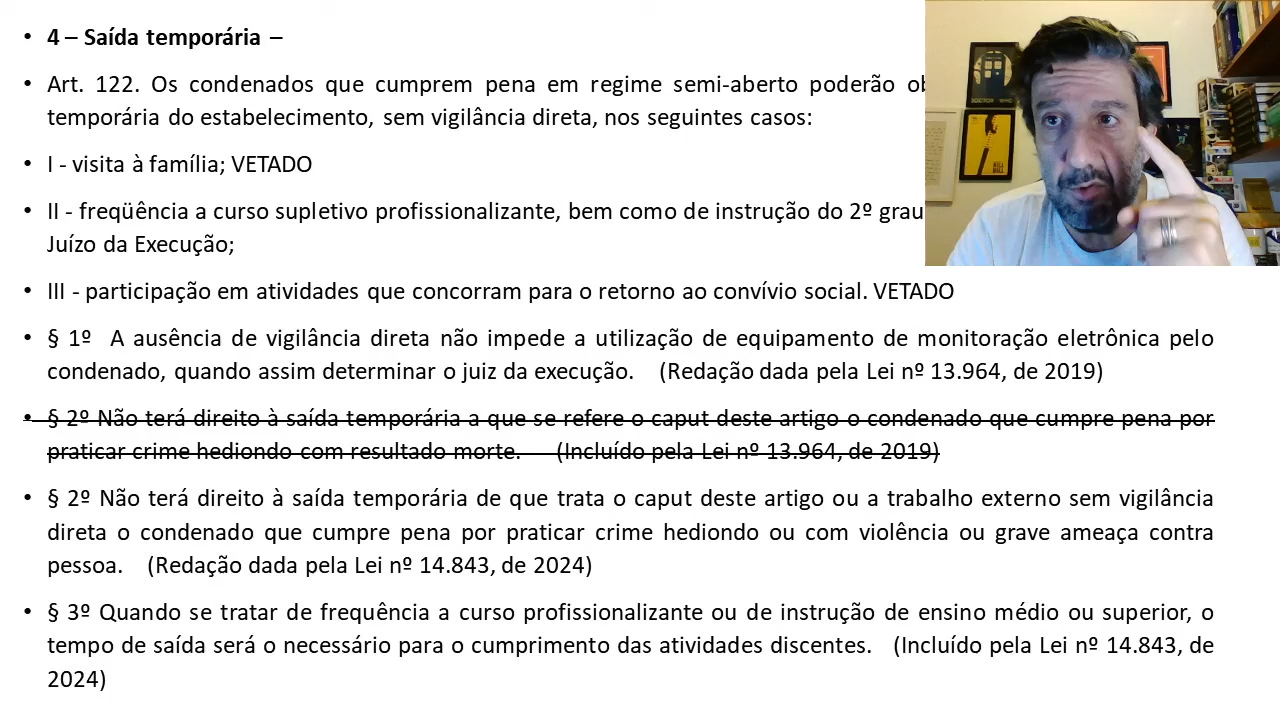 • 4 – Saída temporária –
• Art. 122. Os condenados que cumprem pena em regime semi-aberto poderão
temporária do estabelecimento, sem vigilância direta, nos seguintes casos:
• I - visita à família; VETADO
• II - freqüência a curso supletivo profissionalizante, bem como de instrução do 2º grau
Juízo da Execução;
• III - participação em atividades que concorram para o retorno ao convívio social. VETADO
• § 1º A ausência de vigilância direta não impede a utilização de equipamento de monitoração eletrônica pelo
condenado, quando assim determinar o juiz da execução. (Redação dada pela Lei nº 13.964, de 2019)
• § 2º Não terá direito à saída temporária a que se refere o caput deste artigo o condenado que cumpre pena por
praticar crime hediondo com resultado morte. (Incluído pela Lei nº 13.964, de 2019)
• § 2º Não terá direito à saída temporária de que trata o caput deste artigo ou a trabalho externo sem vigilância
direta o condenado que cumpre pena por praticar crime hediondo ou com violência ou grave ameaça contra
pessoa. (Redação dada pela Lei nº 14.843, de 2024)
• § 3º Quando se tratar de frequência a curso profissionalizante ou de instrução de ensino médio ou superior, o
tempo de saída será o necessário para o cumprimento das atividades discentes. (Incluído pela Lei nº 14.843, de
2024)
DOCTOR WHO
KILL
BILL